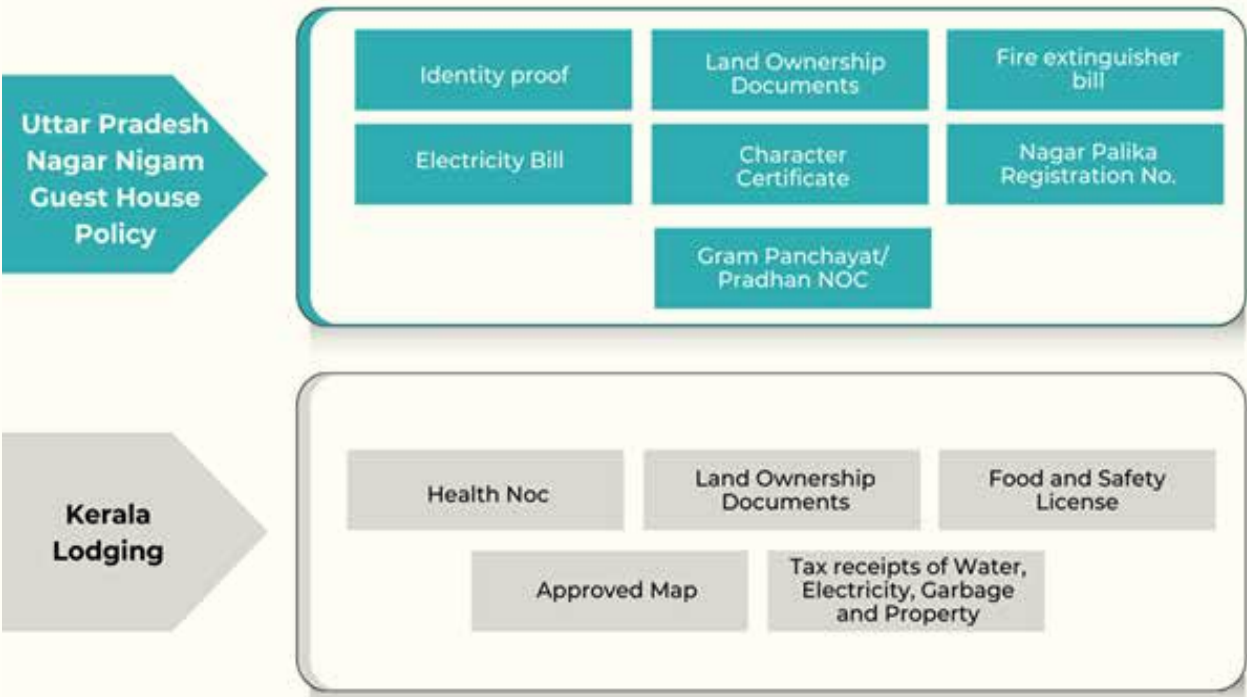 Uttar Pradesh
Nagar Nigam
Guest House
Policy
Identity proof
Land Ownership
Documents
Fire extinguisher
bill
Electricity Bill
Character
Certificate
Nagar Palika
Registration No.
Gram Panchayat/
Pradhan NOC
Kerala
Lodging
Health Noc
Land Ownership
Documents
Food and Safety
License
Approved Map
Tax receipts of Water,
Electricity, Garbage
and Property